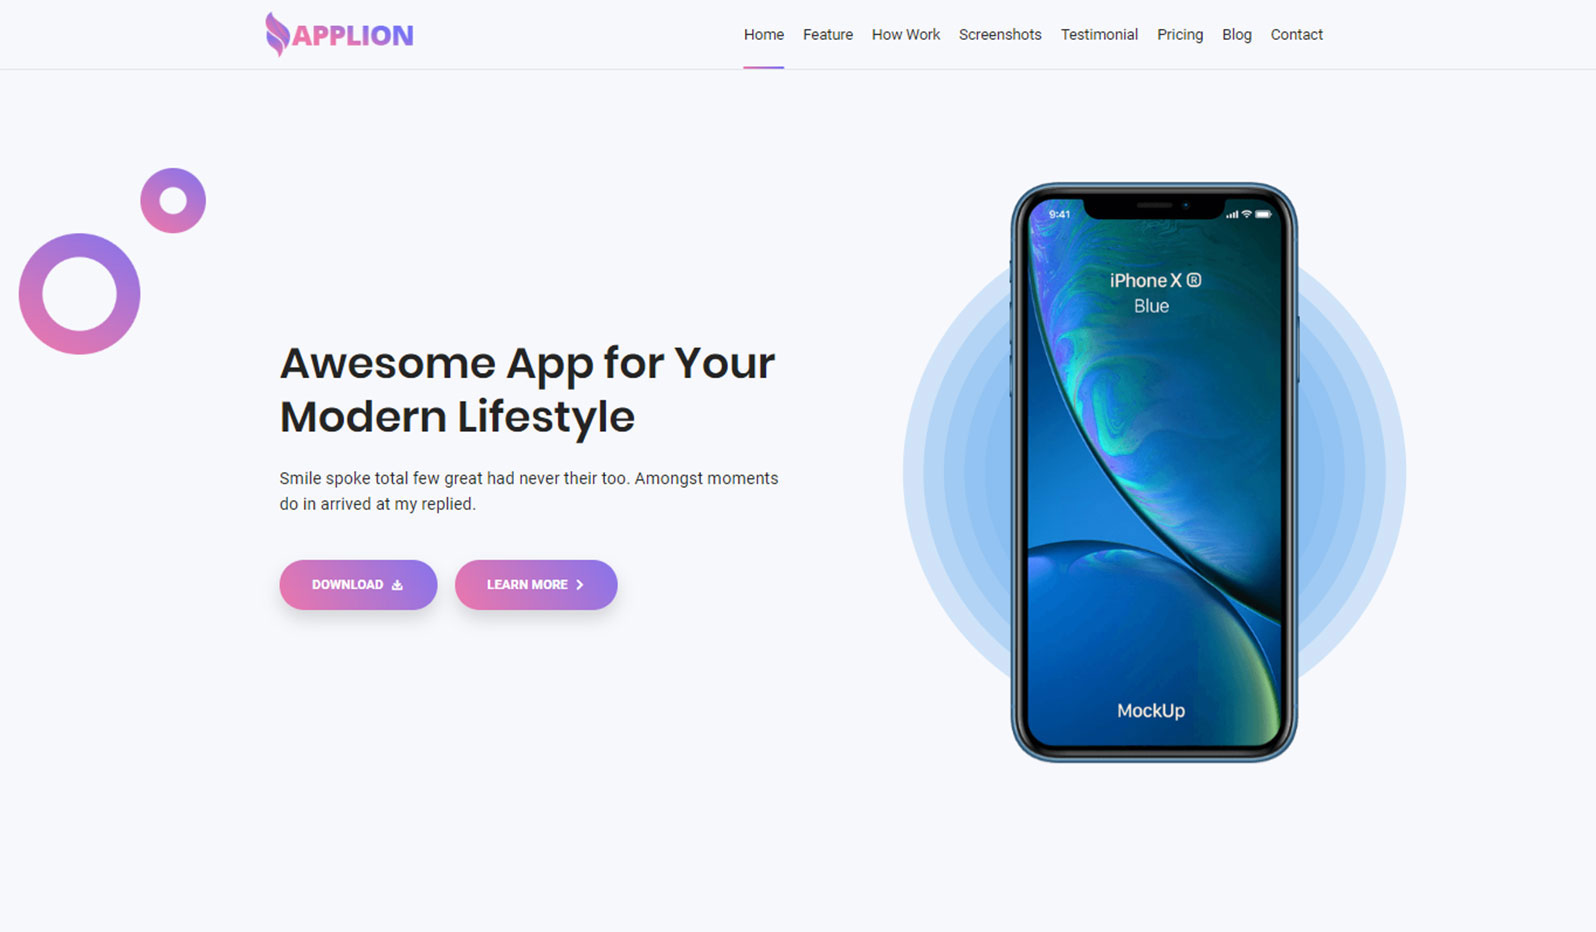 APPLION
Home Feature How Work Screenshots Testimonial Pricing Blog Contact
9:41
iPhone X Ⓡ
Blue
Awesome App for Your
Modern Lifestyle
Smile spoke total few great had never their too. Amongst moments
do in arrived at my replied.
DOWNLOAD
LEARN MORE
MockUp